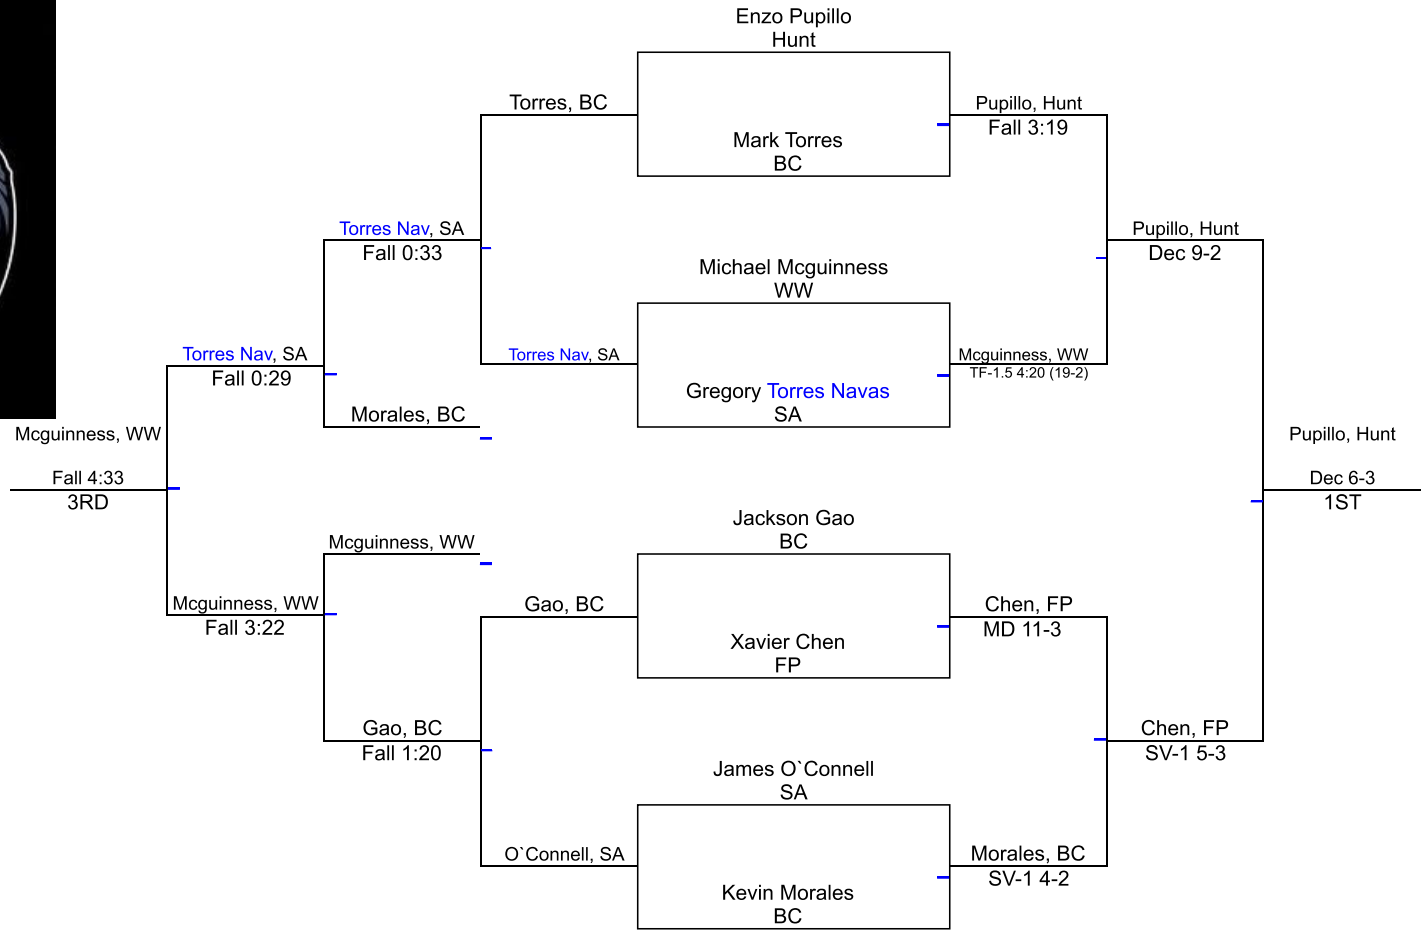 Enzo Pupillo
Hunt
Torres, BC
Pupillo, Hunt
Fall 3:19
Mark Torres
BC
Torres Nav, SA
Fall 0:33
Pupillo, Hunt
Dec 9-2
Michael Mcguinness
WW
Torres Nav, SA
Fall 0:29
Torres Nav, SA
Mcguinness, WW
TF-1.5 4:20 (19-2)
Gregory Torres Navas
SA
Morales, BC
Mcguinness, WW
Fall 4:33
3RD
Pupillo, Hunt
Dec 6-3
1ST
Jackson Gao
BC
Mcguinness, WW
Mcguinness, WW
Fall 3:22
Gao, BC
Chen, FP
MD 11-3
Xavier Chen
FP
Gao, BC
Fall 1:20
Chen, FP
SV-1 5-3
James O`Connell
SA
O`Connell, SA
Morales, BC
SV-1 4-2
Kevin Morales
BC